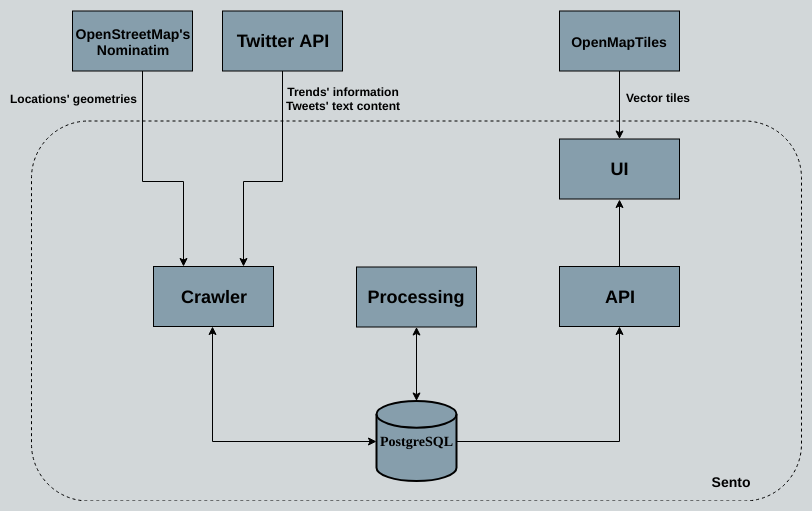 OpenStreetMap's
Nominatim
Twitter API
OpenMapTiles
Locations' geometries
Trends' information
Tweets' text content
Vector tiles
UI
Crawler
Processing
API
PostgreSQL
Sento